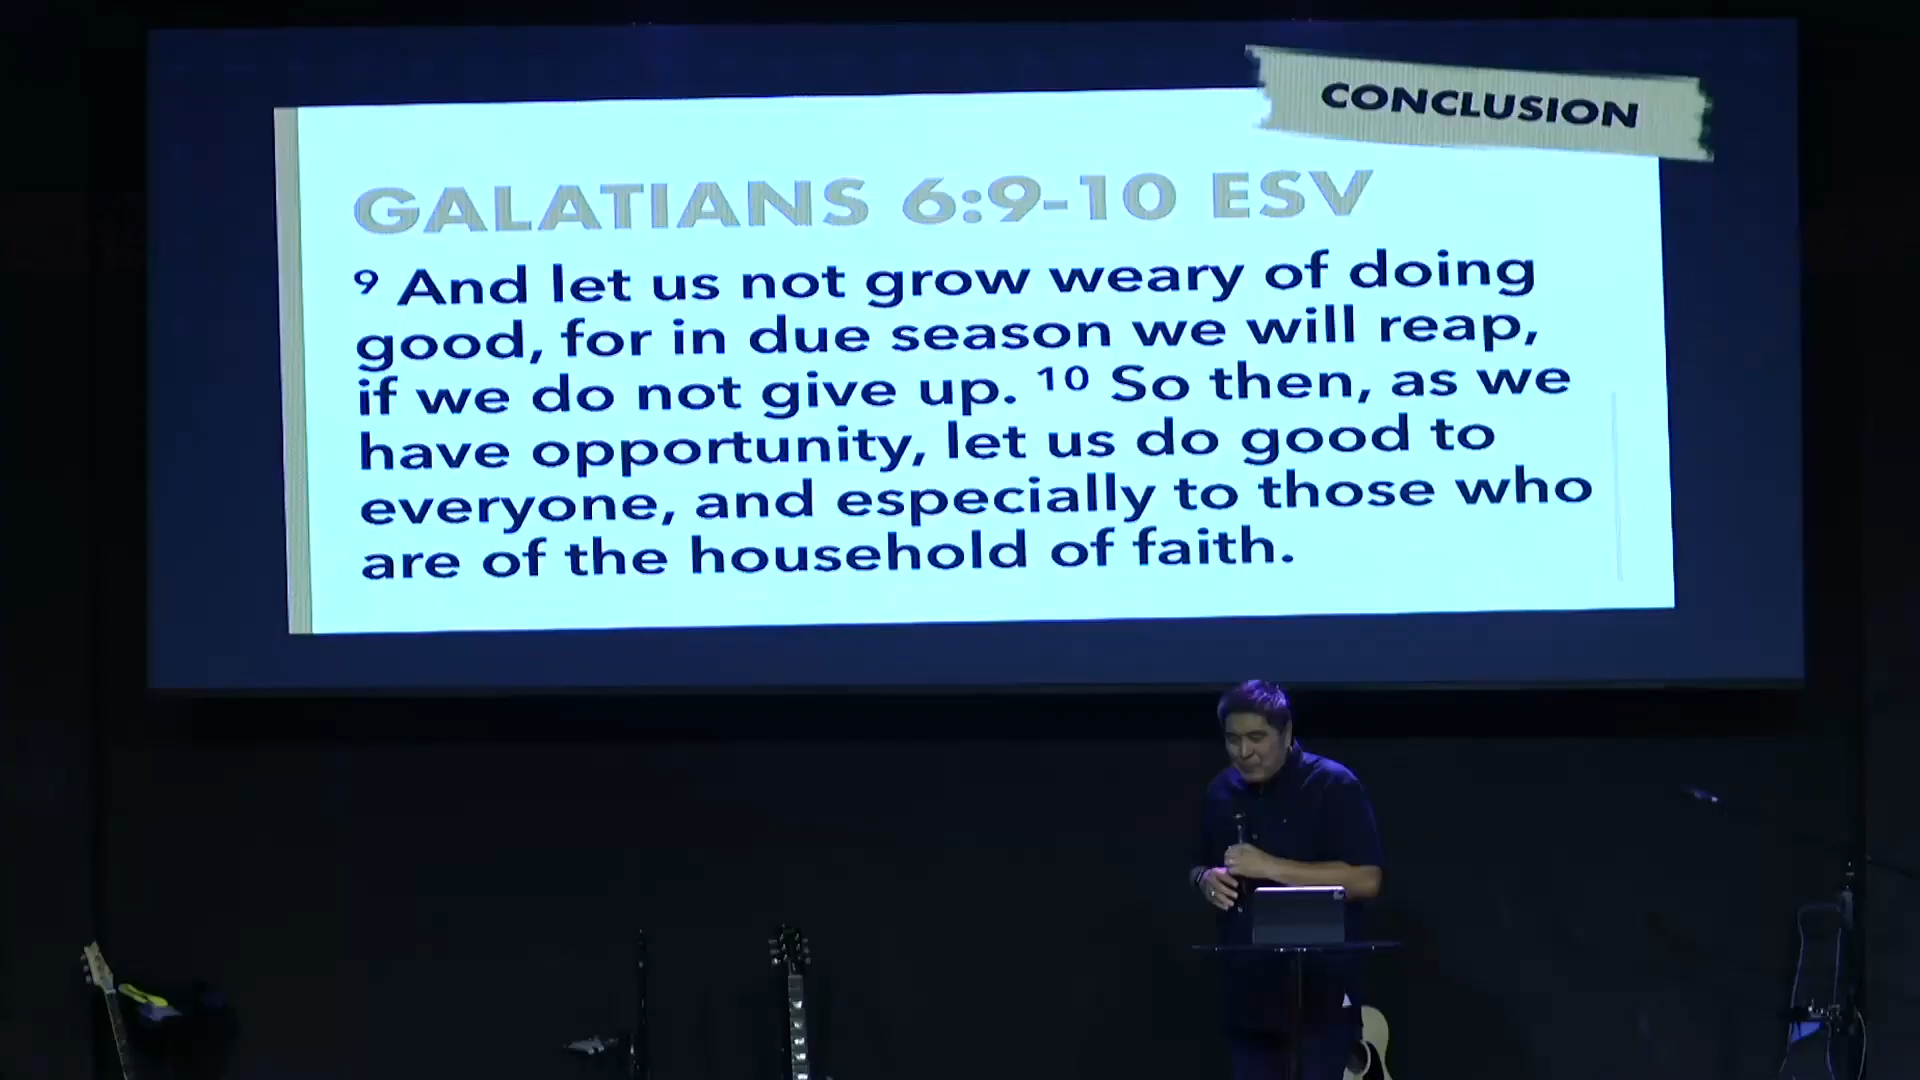 CONCLUSION
GALATIANS 6:9-10 ESV
⁹ And let us not grow weary of doing
good, for in due season we will reap,
if we do not give up. ¹⁰ So then, as we
have opportunity, let us do good to
everyone, and especially to those who
are of the household of faith.